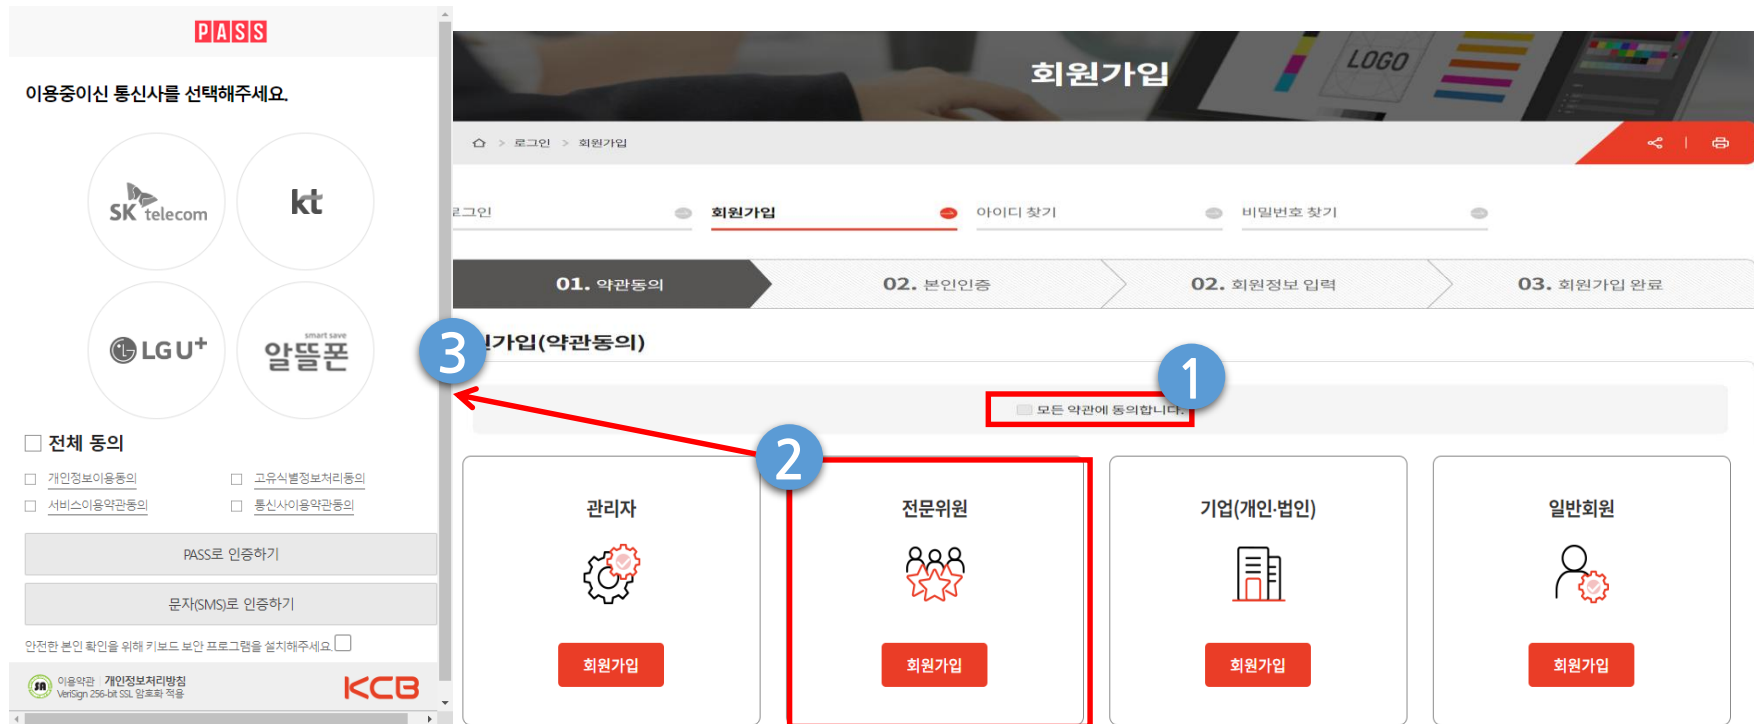 PASS
이용중이신 통신사를 선택해주세요.
SK telecom
kt
LG U+
smart save
알뜰폰
전체 동의
개인정보이용동의
고유식별정보처리동의
서비스이용약관동의
통신사이용약관동의
PASS로 인증하기
문자(SMS)로 인증하기
안전한 본인 확인을 위해 키보드 보안 프로그램을 설치해주세요.
이용약관 | 개인정보처리방침
VeriSign 256-bit SSL 암호화 적용
KCB
LOGO
회원가입
> 로그인 > 회원가입
로그인
회원가입
아이디 찾기
비밀번호 찾기
01. 약관동의
02. 본인인증
02. 회원정보 입력
03. 회원가입 완료
3
원가입(약관동의)
1
모든 약관에 동의합니다.
2
관리자
전문위원
기업(개인·법인)
일반회원
회원가입
회원가입
회원가입
회원가입